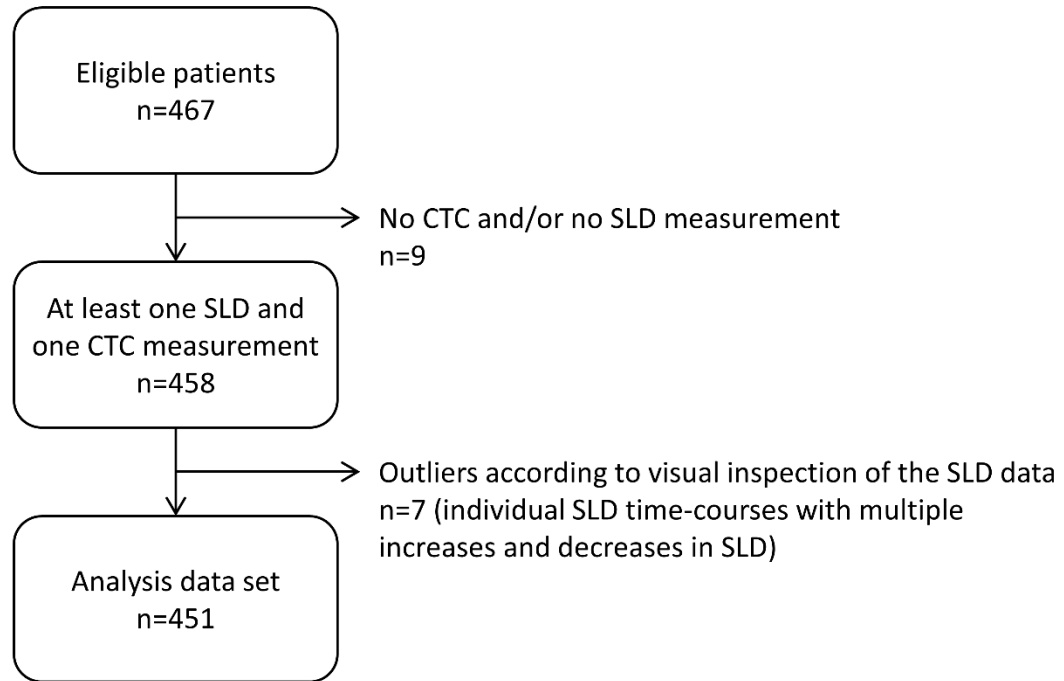 Eligible patients
n=467
No CTC and/or no SLD measurement
n=9
At least one SLD and
one CTC measurement
n=458
Outliers according to visual inspection of the SLD data
n=7 (individual SLD time-courses with multiple
increases and decreases in SLD)
Analysis data set
n=451